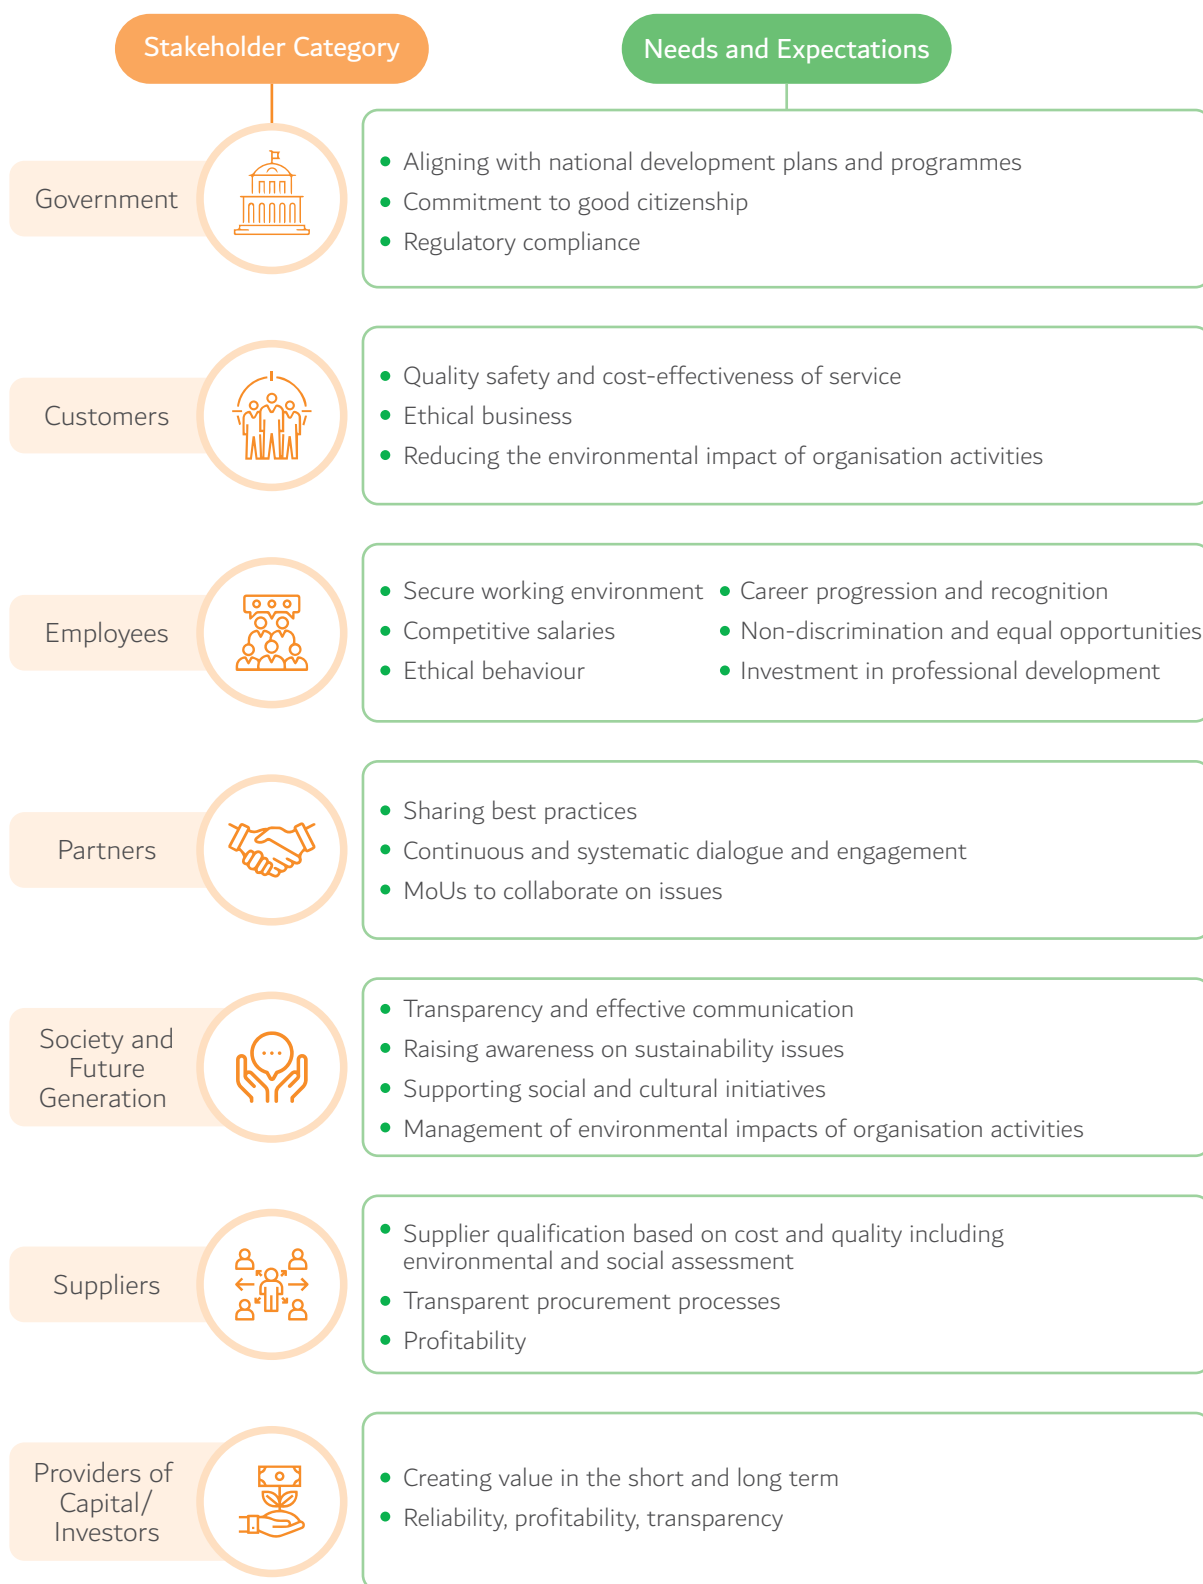 Stakeholder Category
Needs and Expectations
Government
Aligning with national development plans and programmes
Commitment to good citizenship
Regulatory compliance
Customers
Quality safety and cost-effectiveness of service
Ethical business
Reducing the environmental impact of organisation activities
Employees
Secure working environment
Competitive salaries
Ethical behaviour
Career progression and recognition
Non-discrimination and equal opportunities
Investment in professional development
Partners
Sharing best practices
Continuous and systematic dialogue and engagement
MoUs to collaborate on issues
Society and
Future
Generation
Transparency and effective communication
Raising awareness on sustainability issues
Supporting social and cultural initiatives
Management of environmental impacts of organisation activities
Suppliers
Supplier qualification based on cost and quality including
environmental and social assessment
Transparent procurement processes
Profitability
Providers of
Capital/
Investors
Creating value in the short and long term
Reliability, profitability, transparency